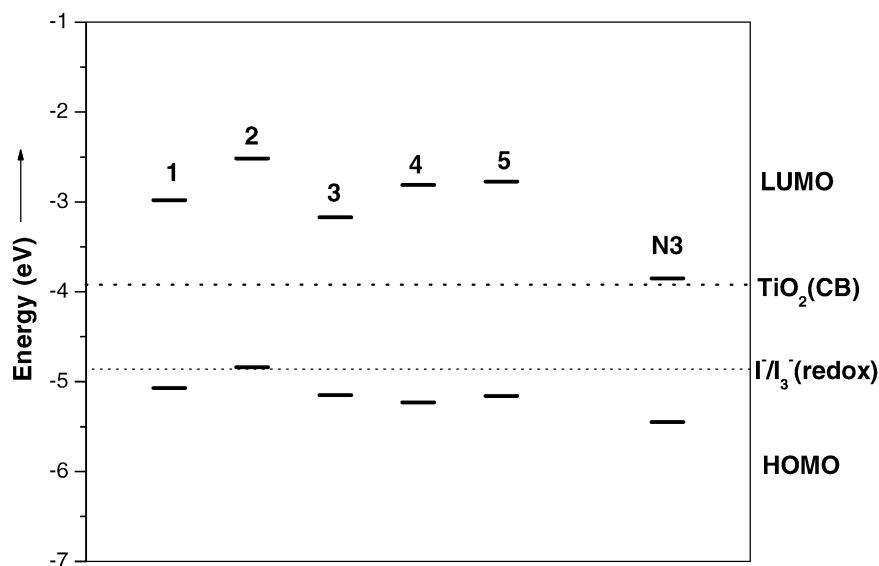 -1
-2
-3
-4
-5
-6
-7
Energy (eV)
1
2
3
4
5
N3
LUMO
TiO2(CB)
I-/I3-(redox)
HOMO